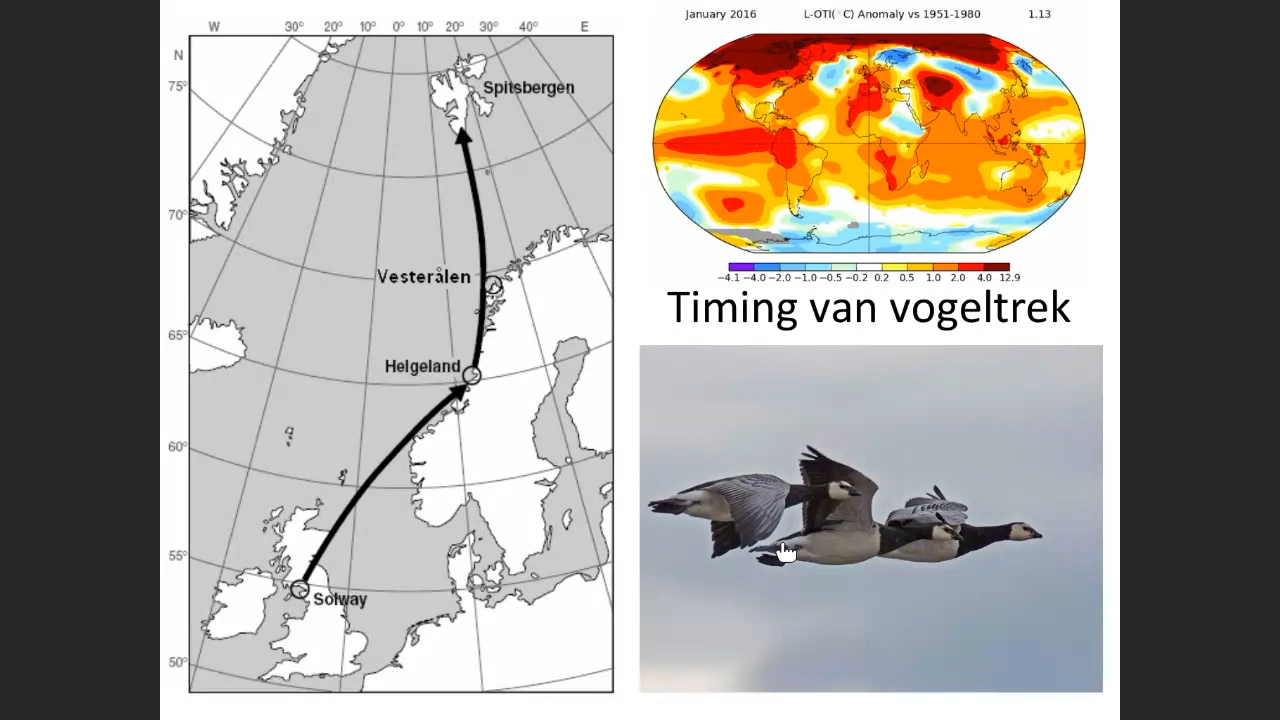 W 30° 20° 10° 0° 10° 20° 30° 40° E
N
75°
70°
65°
60°
55°
50°
Spitsbergen
Vesterålen
Helgeland
Solway
January 2016 L-OTI(°C) Anomaly vs 1951-1980 1.13
-4.1 -4.0 -2.0 -1.0 -0.5 -0.2 0.2 0.5 1.0 2.0 4.0 12.9
Timing van vogeltrek